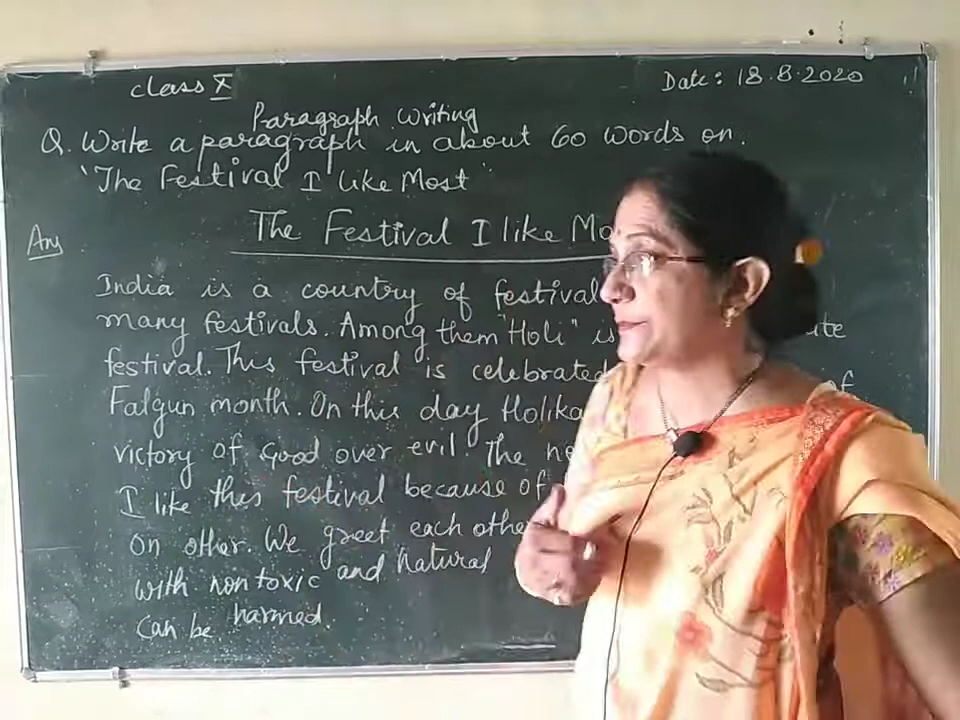 class X
Date: 18.8.2020
Paragraph Writing
Q. Write a paragraph in about 60 words on.
'The Festival I like Most'
Ans
The Festival I like Mo
India is a country of festival
many festivals. Among them "Holi" is
festival. This festival is celebrated of
Falgun month. On this day Holika
victory of Good over evil. The
I like this festival because of
on other. We greet each othe
with nontoxic and natural
can be harmed.